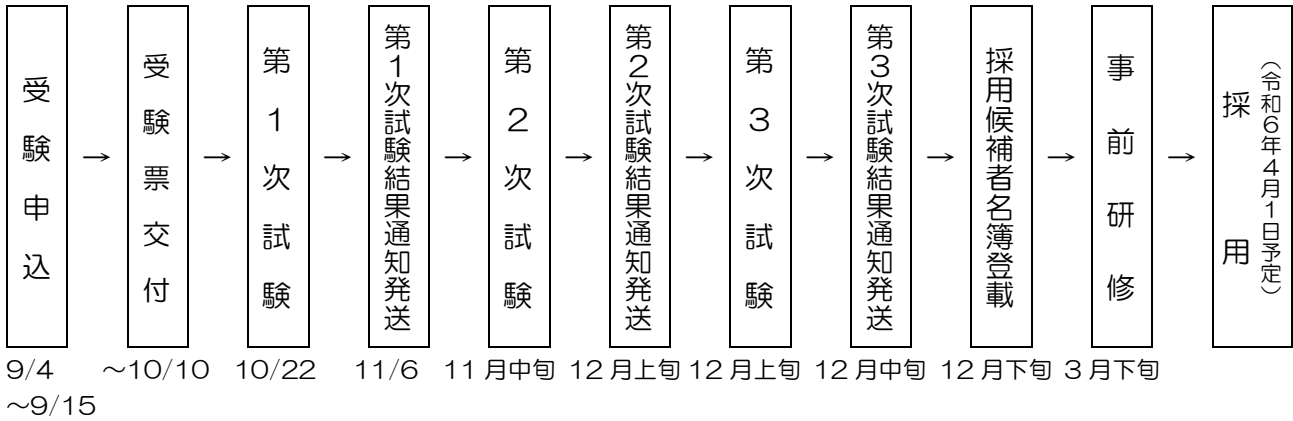 受験申込
→
受験票交付
→
第1次試験
→
第1次試験結果通知発送
→
第2次試験
→
第2次試験結果通知発送
→
第3次試験
→
第3次試験結果通知発送
→
採用候補者名簿登載
→
事前研修
→
採用
（令和6年4月1日予定）
9/4
～9/15
～10/10
10/22
11/6
11月中旬
12月上旬
12月上旬
12月中旬
12月下旬
3月下旬